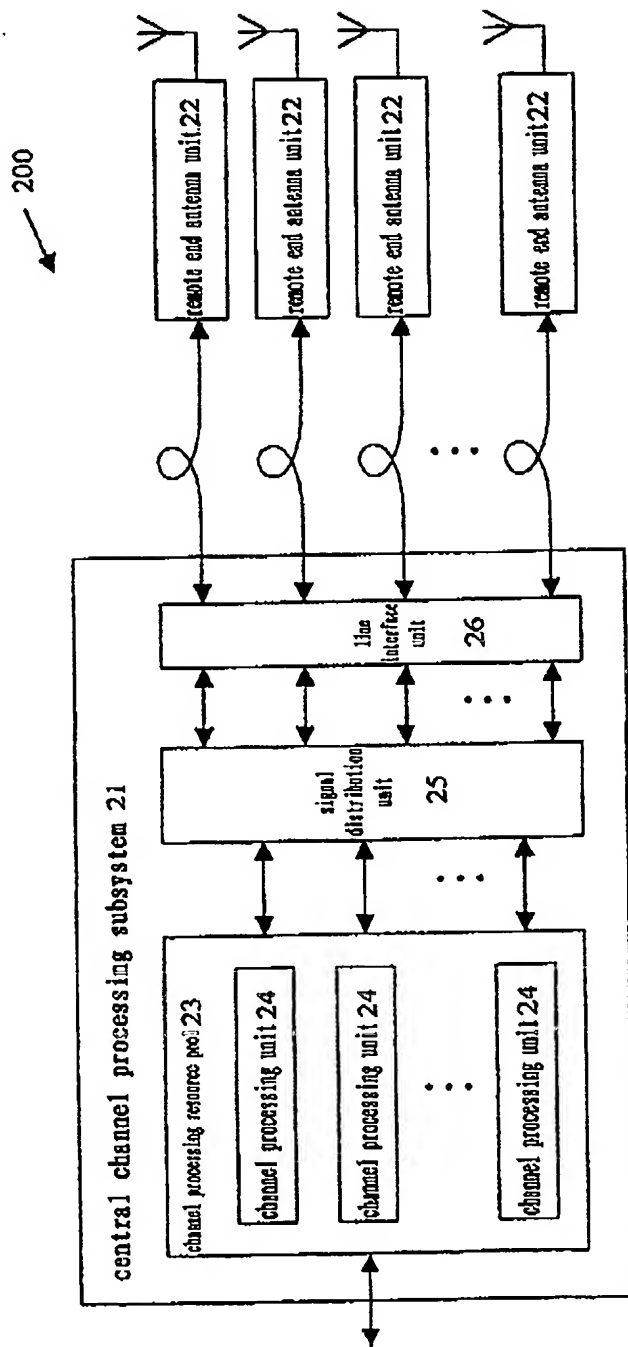 200
central channel processing subsystem 21
channel processing resource pool 23
channel processing unit 24
channel processing unit 24
channel processing unit 24
signal
distribution
unit
25
line
interface
unit
26
remote end antenna unit 22
remote end antenna unit 22
remote end antenna unit 22
remote end antenna unit 22